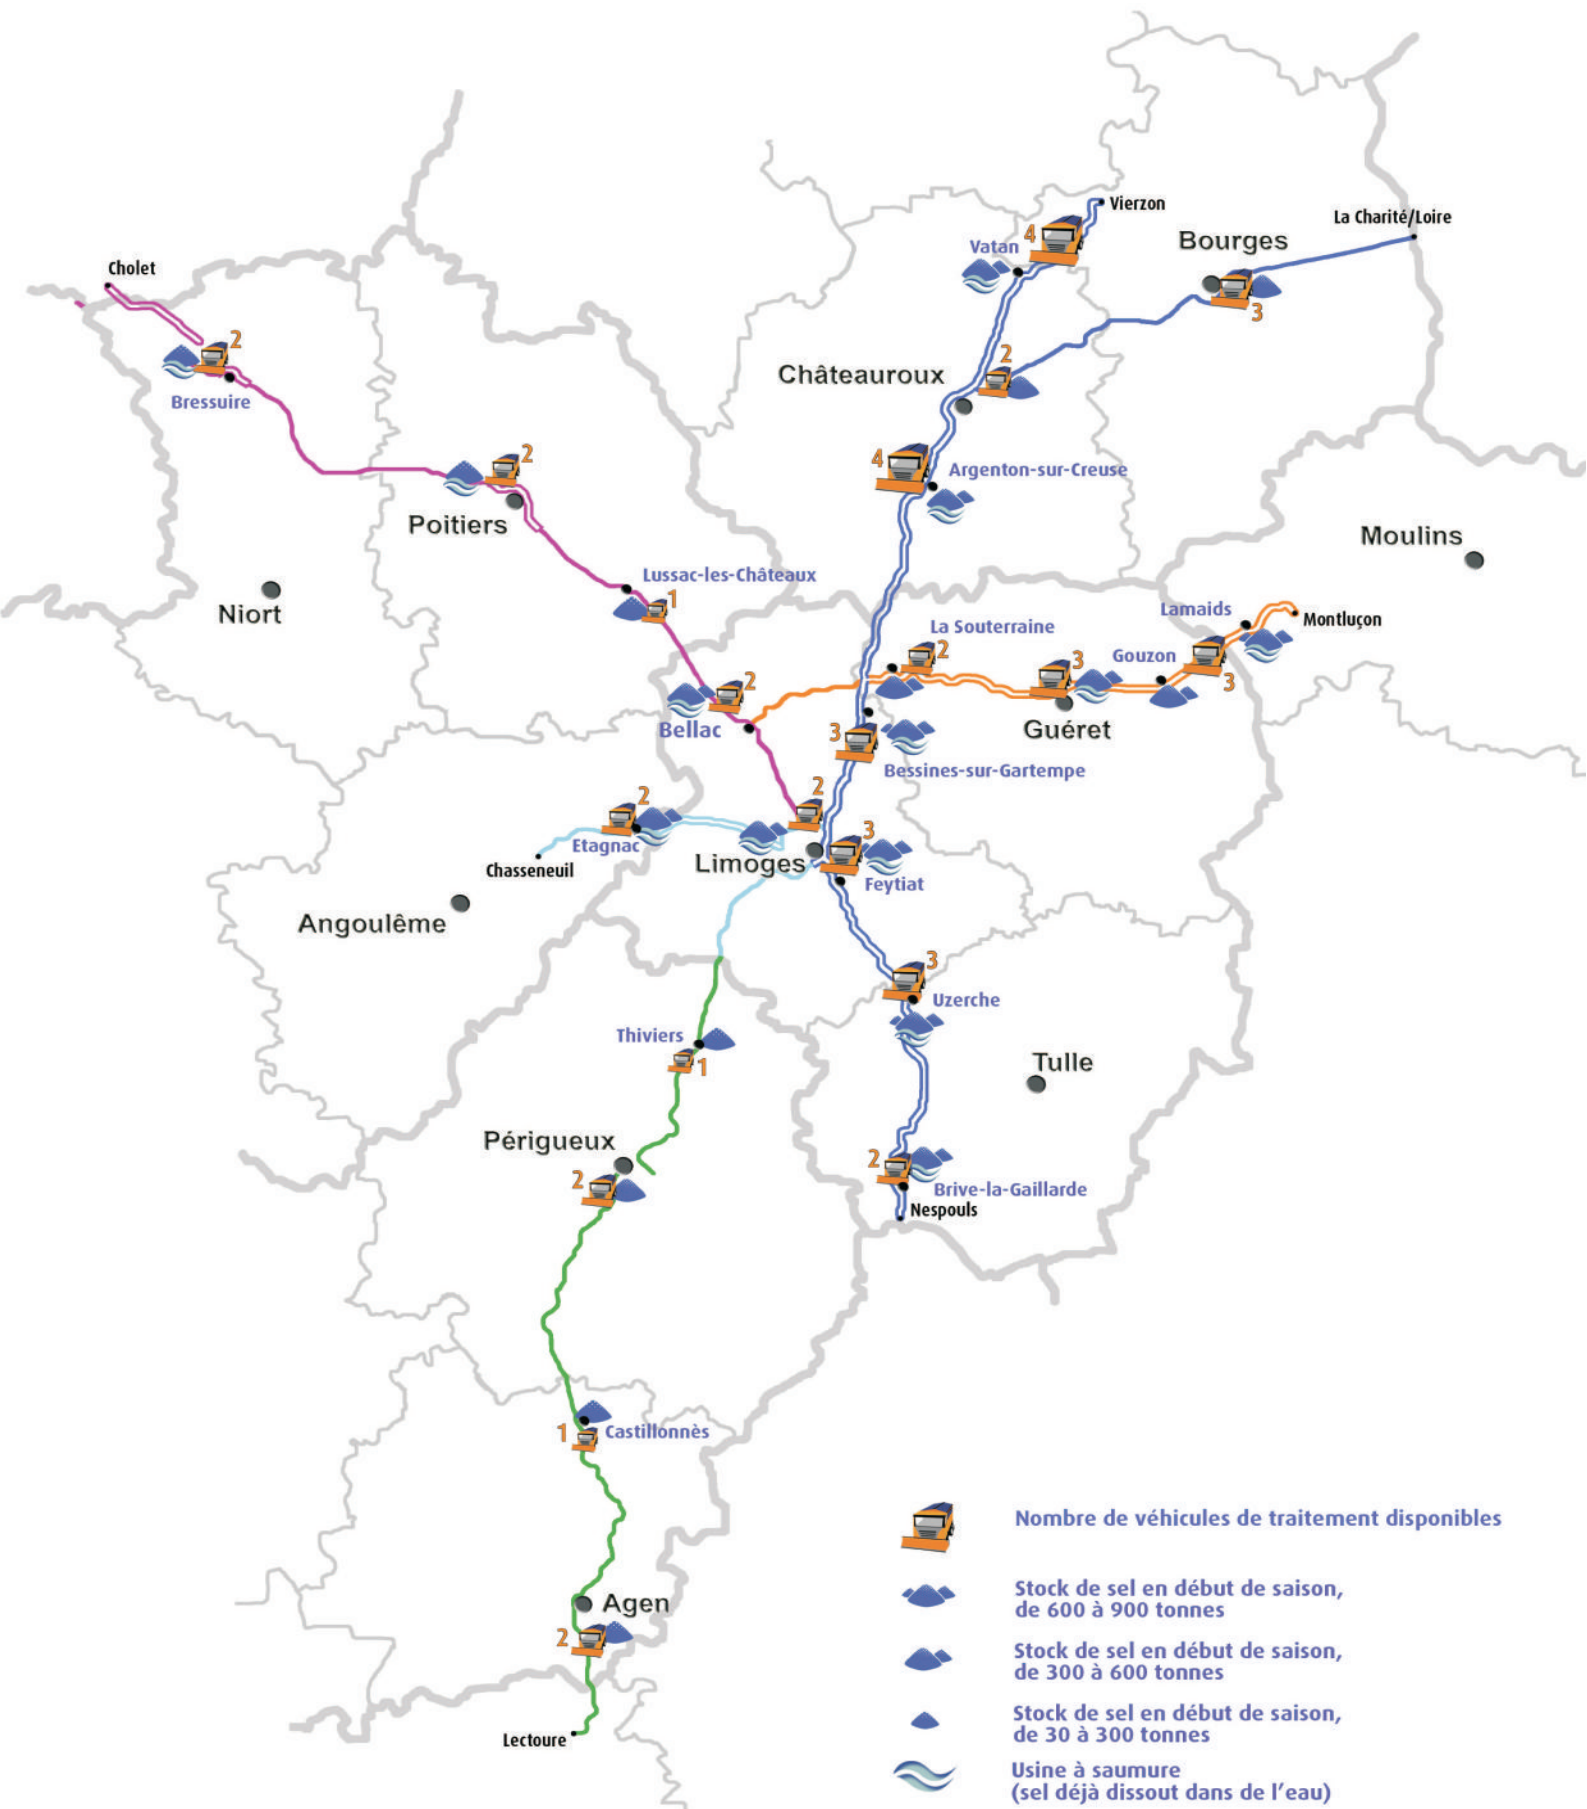 Vierzon
La Charité/Loire
4
Bourges
Vatan
Cholet
3
2
2
Châteauroux
Bressuire
4
Argenton-sur-Creuse
2
Poitiers
Moulins
Lussac-les-Châteaux
1
Niort
Lamaids
Montluçon
La Souterraine
2
Gouzon
3
3
2
Bellac
Guéret
3
Bessines-sur-Gartempe
2
2
3
Etagnac
Chasseneuil
Limoges
Feytiat
Angoulême
3
Uzerche
Thiviers
1
Tulle
Périgueux
2
2
Brive-la-Gaillarde
Nespouls
1
Castillonnès
Agen
2
Lectoure
Nombre de véhicules de traitement disponibles
Stock de sel en début de saison,
de 600 à 900 tonnes
Stock de sel en début de saison,
de 300 à 600 tonnes
Stock de sel en début de saison,
de 30 à 300 tonnes
Usine à saumure
(sel déjà dissout dans de l'eau)